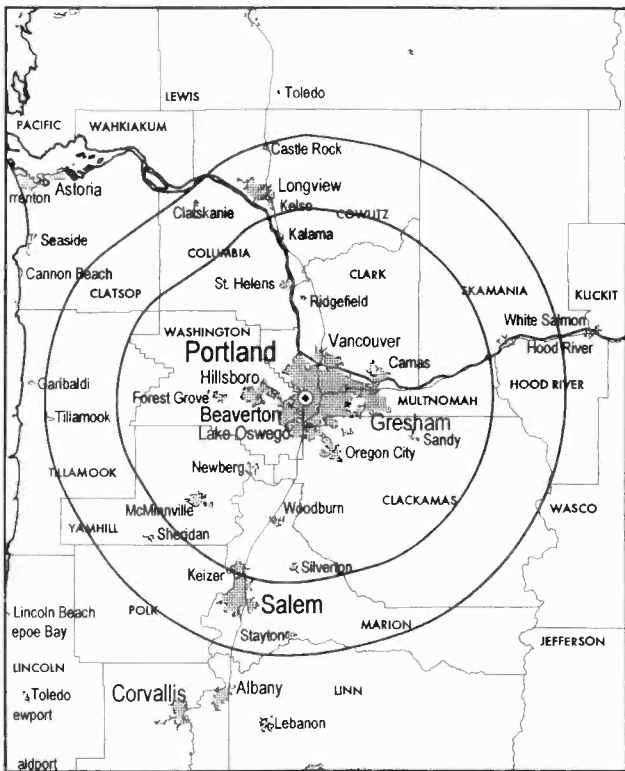 LEWIS
Toledo
PACIFIC
WAHKIAKUM
Castle Rock
Longview
Astoria
rrenton
Kelso
Clatskanie
COWLITZ
Kalama
Seaside
COLUMBIA
CLARK
Cannon Beach
St. Helens
SKAMANIA
CLATSOP
Ridgefield
KLICKIT
White Salmon
WASHINGTON
Vancouver
Portland
Hood River
Camas
Hillsboro
Garibaldi
HOOD RIVER
Forest Grove
MULTNOMAH
Beaverton
Tiliamook
Gresham
Lake Oswego
Sandy
Oregon City
Newberg
TILLAMOOK
CLACKAMAS
McMinnville
WASCO
Woodburn
YAMHILL
Sheridan
Silverton
Keizer
Salem
Lincoln Beach
POLK
MARION
epoe Bay
Stayton
JEFFERSON
LINCOLN
Toledo
Corvallis
Albany
LINN
ewport
Lebanon
aldport